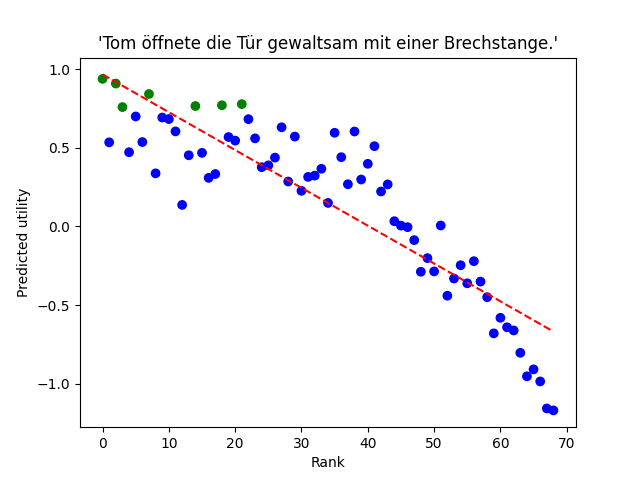 'Tom öffnete die Tür gewaltsam mit einer Brechstange.'
1.0
0.5
0.0
−0.5
−1.0
Predicted utility
0 10 20 30 40 50 60 70
Rank